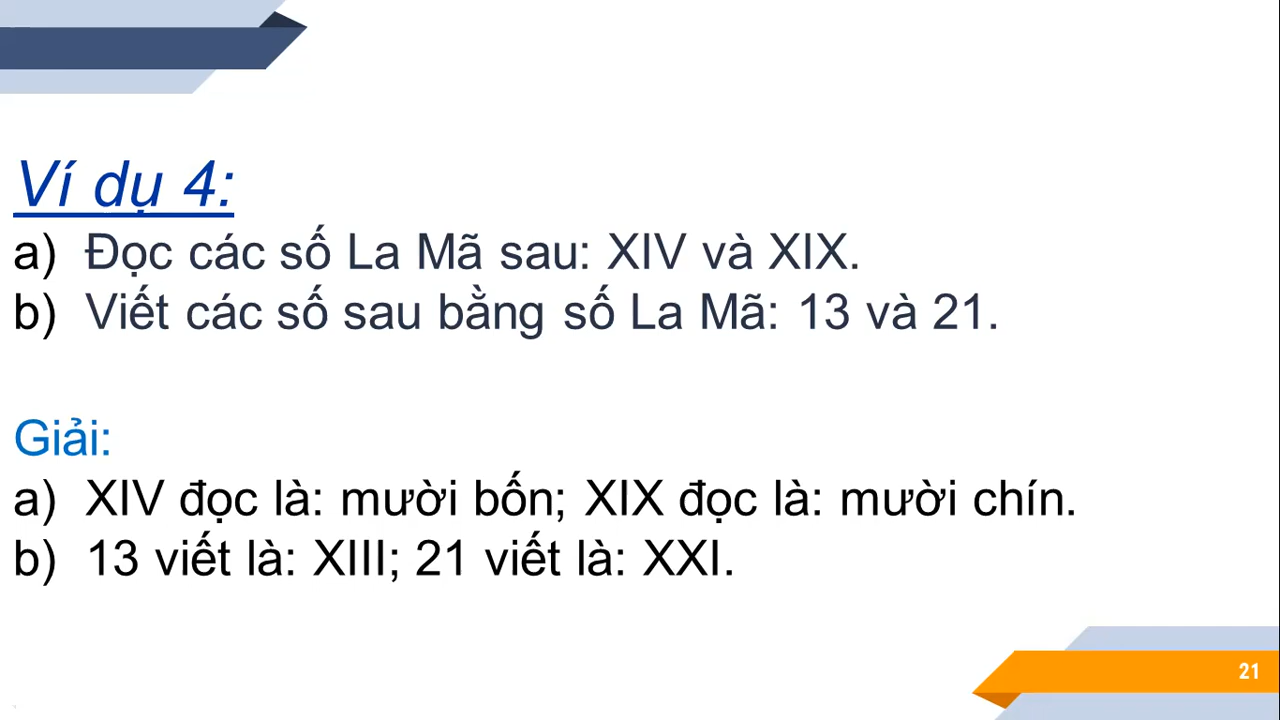 Ví dụ 4:
a) Đọc các số La Mã sau: XIV và XIX.
b) Viết các số sau bằng số La Mã: 13 và 21.
Giải:
a) XIV đọc là: mười bốn; XIX đọc là: mười chín.
b) 13 viết là: XIII; 21 viết là: XXI.
21